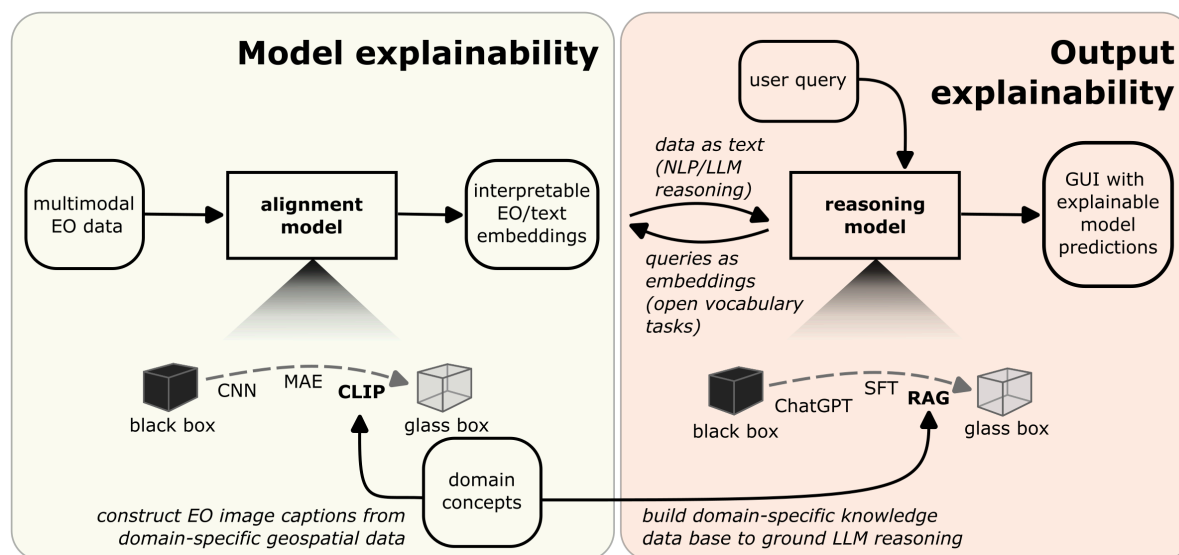 Model explainability
multimodal
EO data
alignment
model
interpretable
EO/text
embeddings
black box
CNN
MAE
CLIP
glass box
domain
concepts
construct EO image captions from
domain-specific geospatial data
Output
explainability
user query
data as text
(NLP/LLM
reasoning)
queries as
embeddings
(open vocabulary
tasks)
reasoning
model
GUI with
explainable
model
predictions
black box
ChatGPT
SFT
RAG
glass box
build domain-specific knowledge
data base to ground LLM reasoning